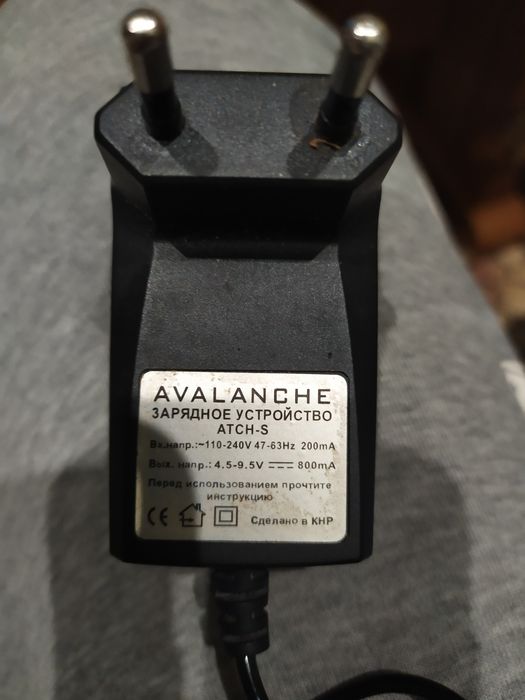 AVALANCHE
ЗАРЯДНОЕ УСТРОЙСТВО
ATCH-S
Вх.напр.:~110-240V 47-63Hz 200mA
Вых. напр.: 4.5-9.5V ⎓ 800mA
Перед использованием прочтите
инструкцию
CE Сделано в КНР